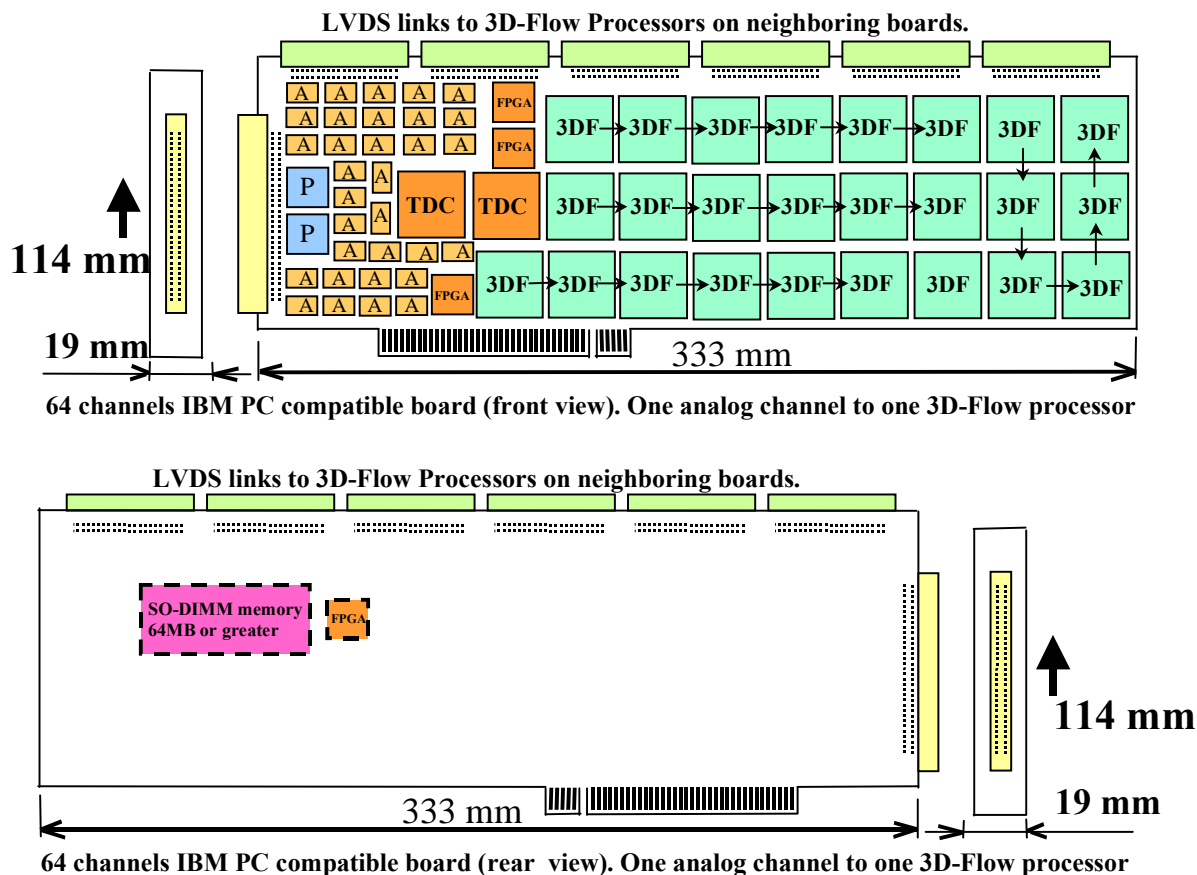 LVDS links to 3D-Flow Processors on neighboring boards.
A A A A A FPGA
A A A A A 3DF 3DF 3DF 3DF 3DF 3DF 3DF 3DF
A A A A A FPGA
P A A
A TDC TDC 3DF 3DF 3DF 3DF 3DF 3DF 3DF 3DF
P A A
A A A A
A A A A FPGA 3DF 3DF 3DF 3DF 3DF 3DF 3DF 3DF 3DF
A A A A
114 mm
19 mm
333 mm
64 channels IBM PC compatible board (front view). One analog channel to one 3D-Flow processor
LVDS links to 3D-Flow Processors on neighboring boards.
SO-DIMM memory
64MB or greater
FPGA
114 mm
333 mm
19 mm
64 channels IBM PC compatible board (rear view). One analog channel to one 3D-Flow processor